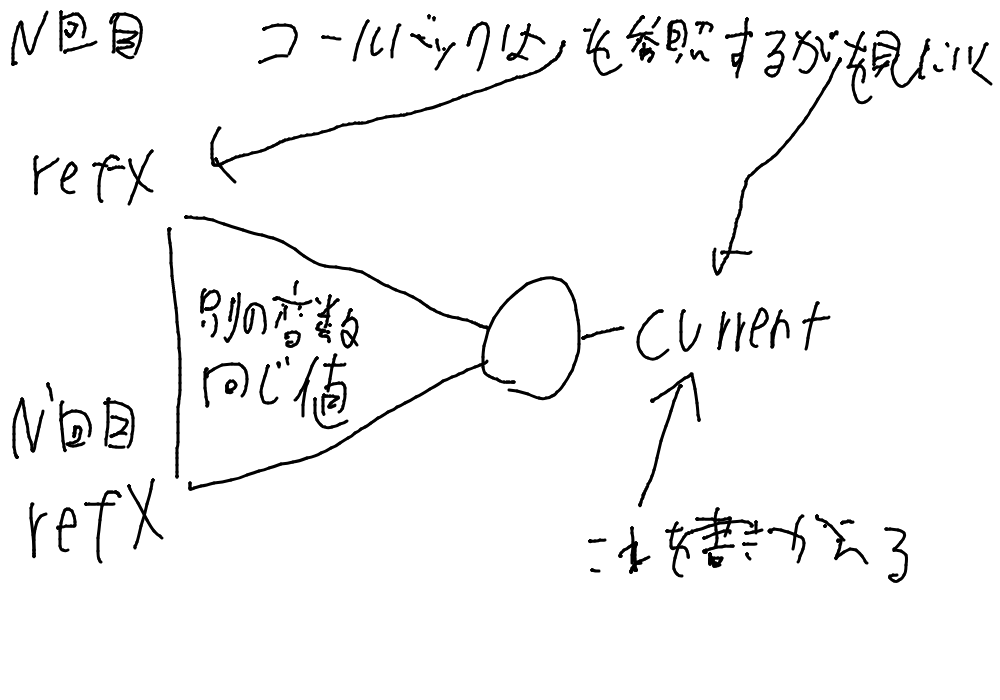 N回目
コールバックは を参照するが を見にいく
refX
別の変数
同じ値
current
N'回目
refX
これを書きかえる